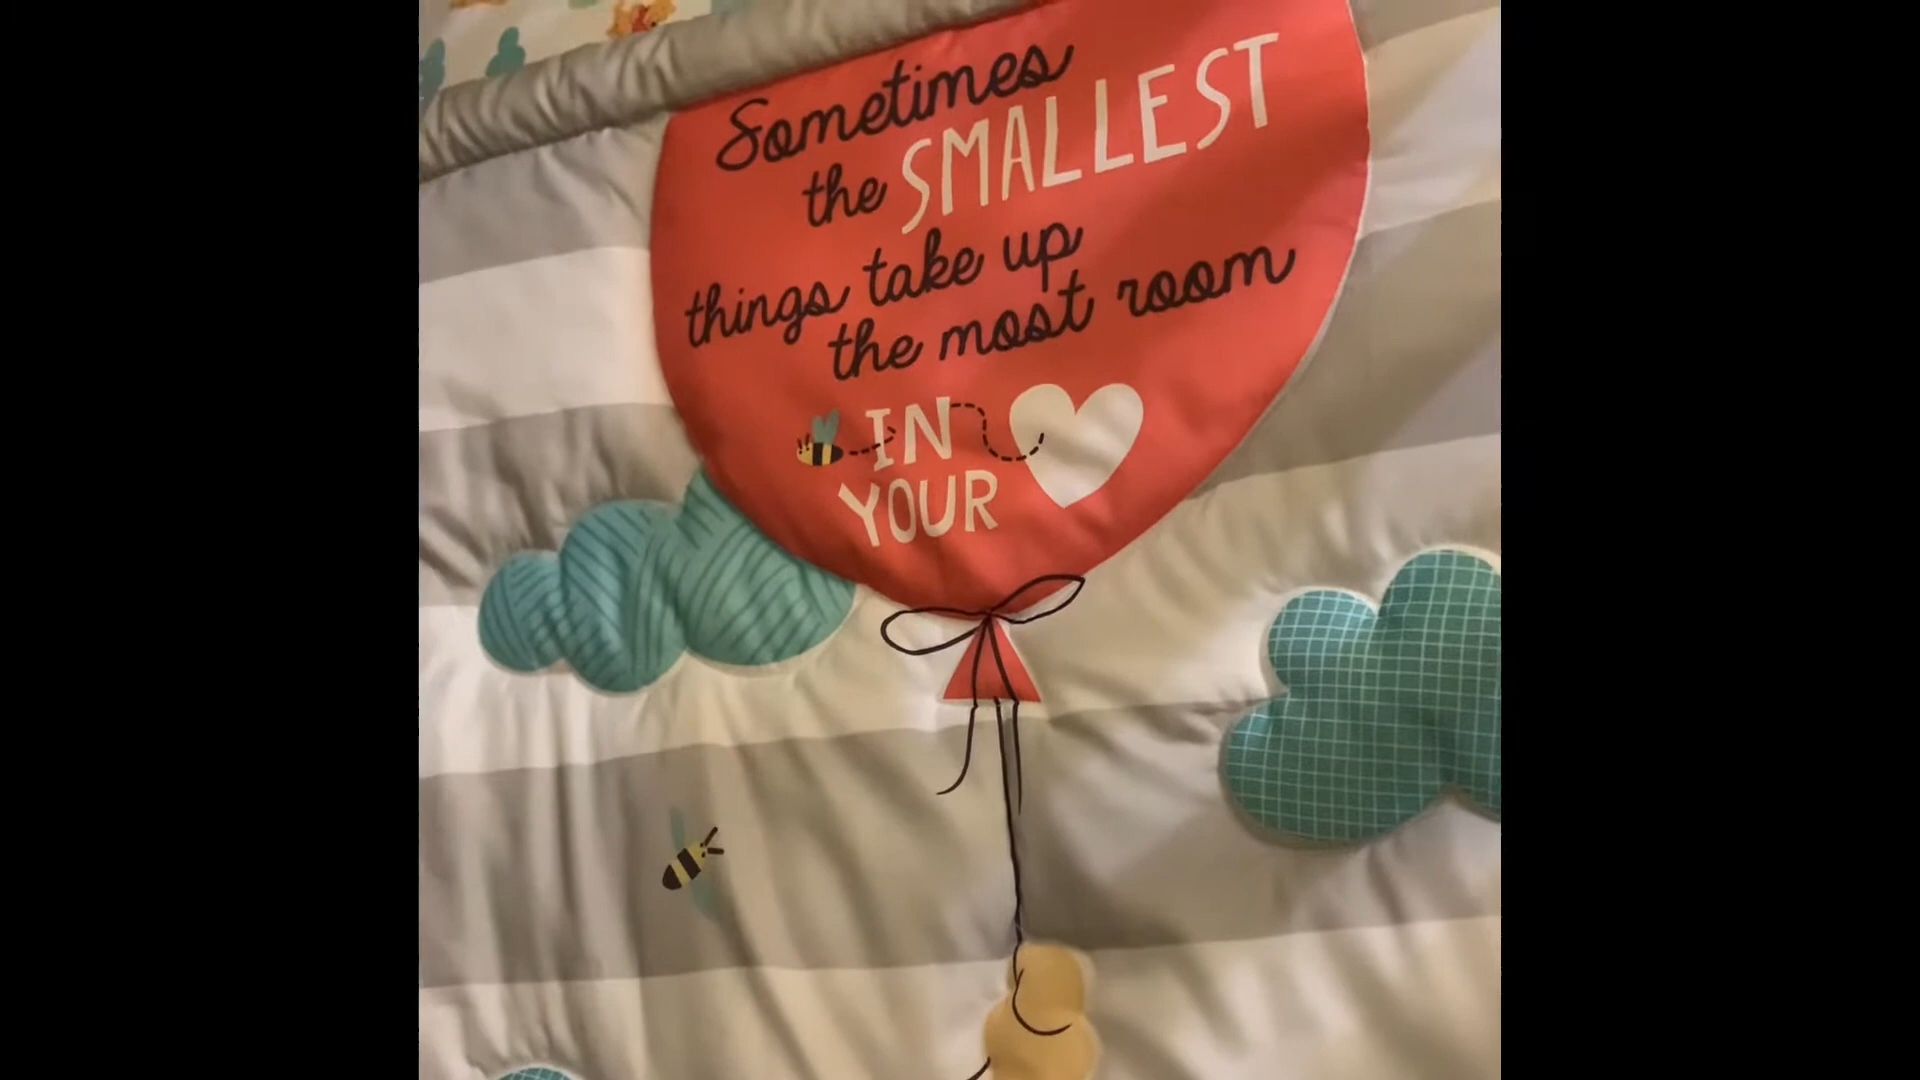 Sometimes
the SMALLEST
things take up
the most room
IN
YOUR